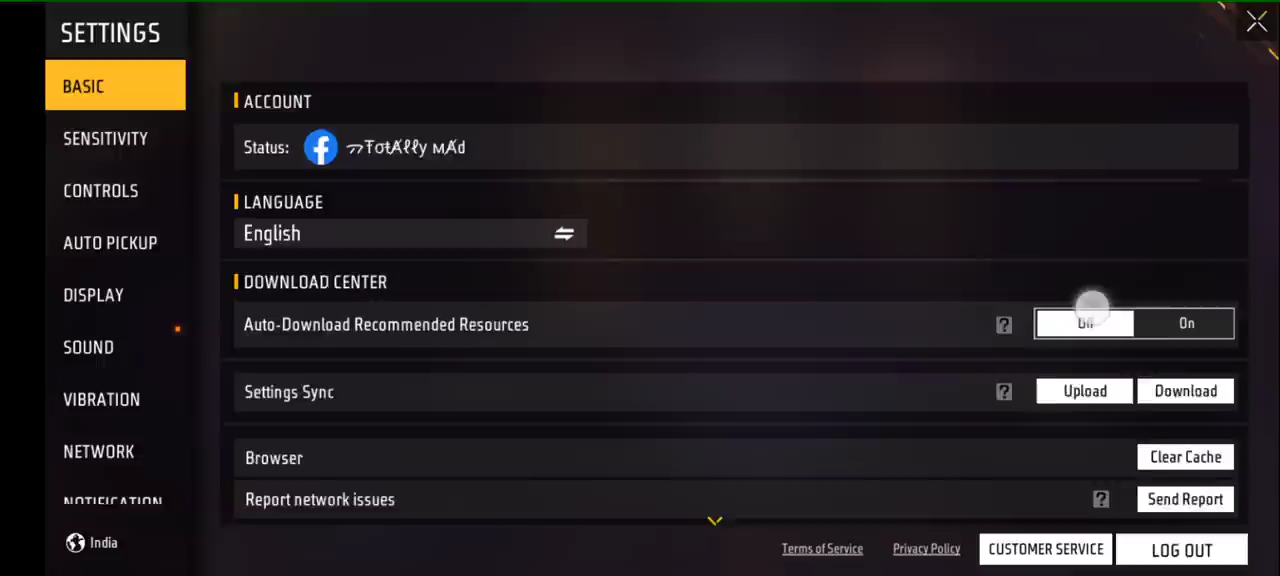 SETTINGS
BASIC
SENSITIVITY
CONTROLS
AUTO PICKUP
DISPLAY
SOUND
VIBRATION
NETWORK
NOTIFICATION
India
ACCOUNT
Status:
LANGUAGE
English
DOWNLOAD CENTER
Auto-Download Recommended Resources ? Off On
Settings Sync ? Upload Download
Browser Clear Cache
Report network issues ? Send Report
Terms of Service Privacy Policy CUSTOMER SERVICE LOG OUT